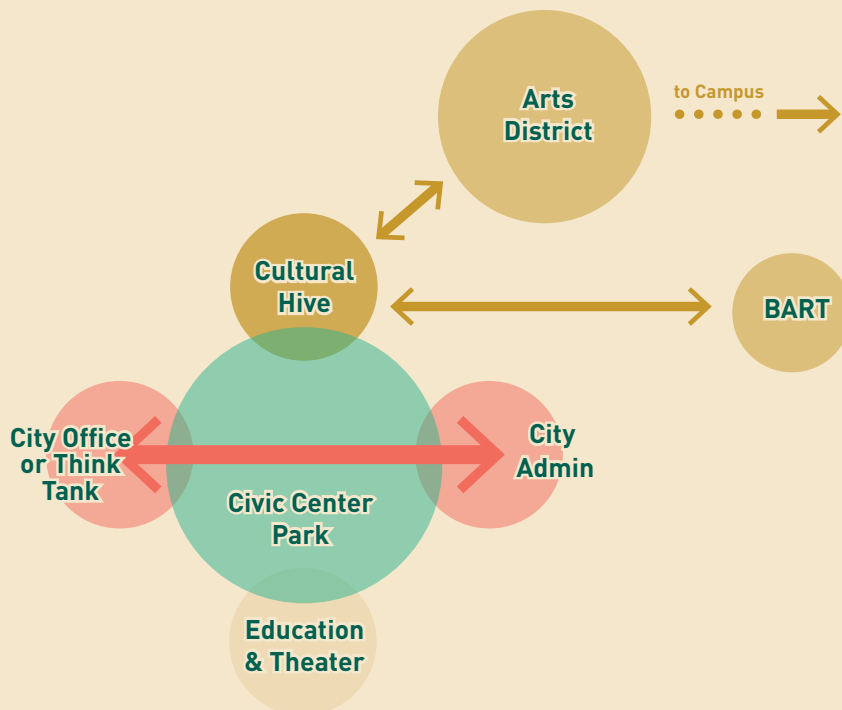 Arts
District
to Campus
Cultural
Hive
BART
City Office
or Think
Tank
City
Admin
Civic Center
Park
Education
& Theater